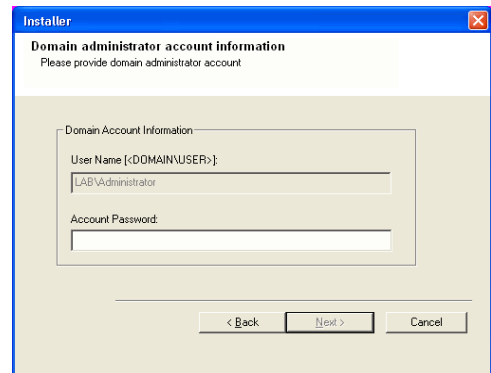 Installer
Domain administrator account information
Please provide domain administrator account
Domain Account Information
User Name [<DOMAIN\USER>]:
LAB\Administrator
Account Password:
< Back
Next >
Cancel